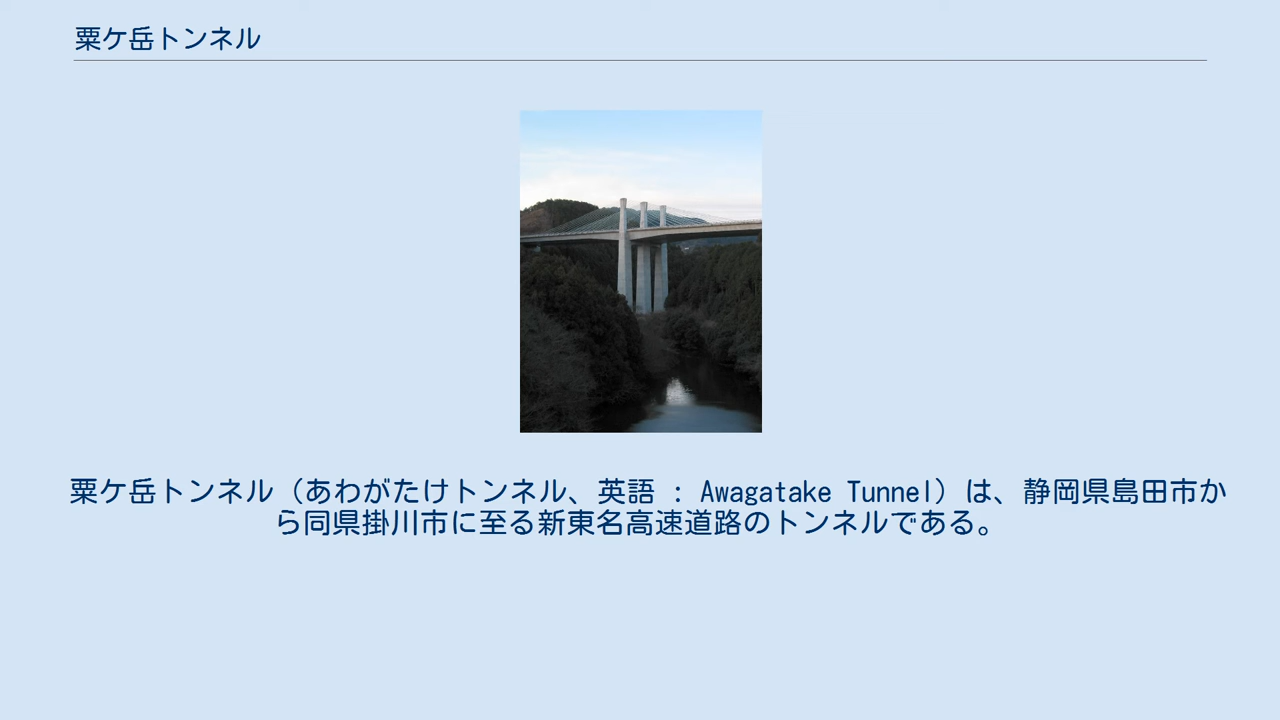 粟ケ岳トンネル
粟ケ岳トンネル（あわがたけトンネル、英語 : Awagatake Tunnel）は、静岡県島田市か
ら同県掛川市に至る新東名高速道路のトンネルである。